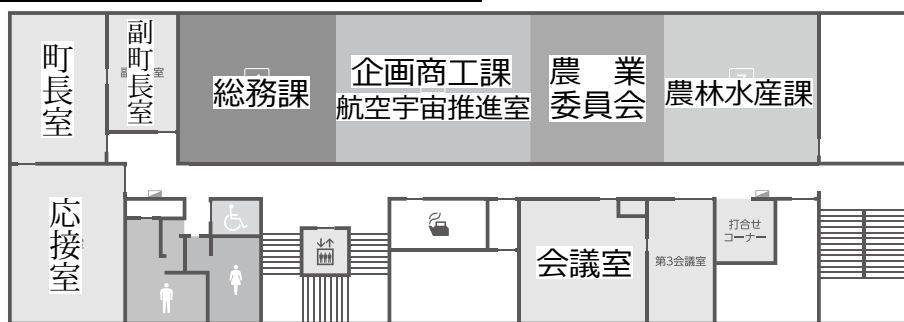 町長室
副町長室
総務課
企画商工課
航空宇宙推進室
農業
委員会
農林水産課
応接室
会議室
第3会議室
打合せ
コーナー